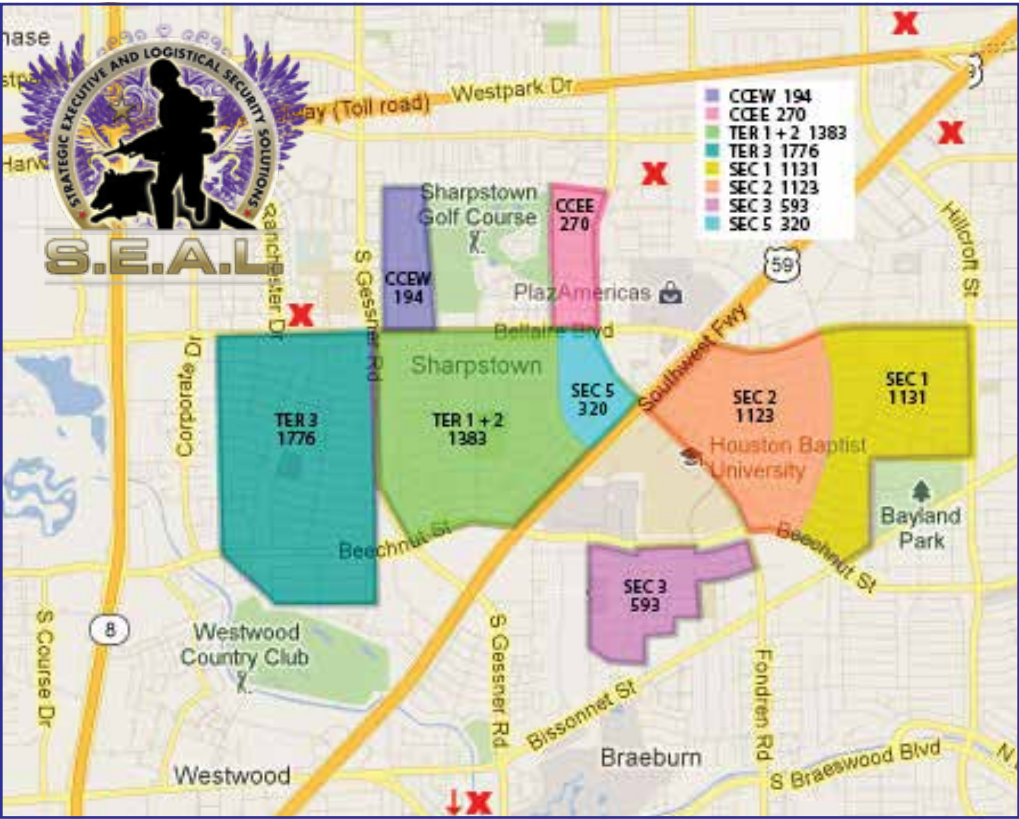 hase
STRATEGIC EXECUTIVE AND LOGISTICAL SECURITY SOLUTIONS
S.E.A.L.
way (Toll road)
Westpark Dr
CCEW 194
CCEE 270
TER 1 + 2 1383
TER 3 1776
SEC 1 1131
SEC 2 1123
SEC 3 593
SEC 5 320
X
X
X
X
Harw
Ranchester Dr
S Gessner Rd
Sharpstown
Golf Course
CCEE
270
CCEW
194
Hillcroft St
59
PlazAmericas
Bellaire Blvd
Southwest Fwy
Corporate Dr
Sharpstown
TER 3
1776
TER 1 + 2
1383
SEC 5
320
SEC 2
1123
SEC 1
1131
Houston Baptist
University
Bayland
Park
Beechnut St
Beechnut St
SEC 3
593
8
S Course Dr
Westwood
Country Club
S Gessner Rd
Bissonnet St
Fondren Rd
Westwood
Braeburn
S Braeswood Blvd
N
↓X